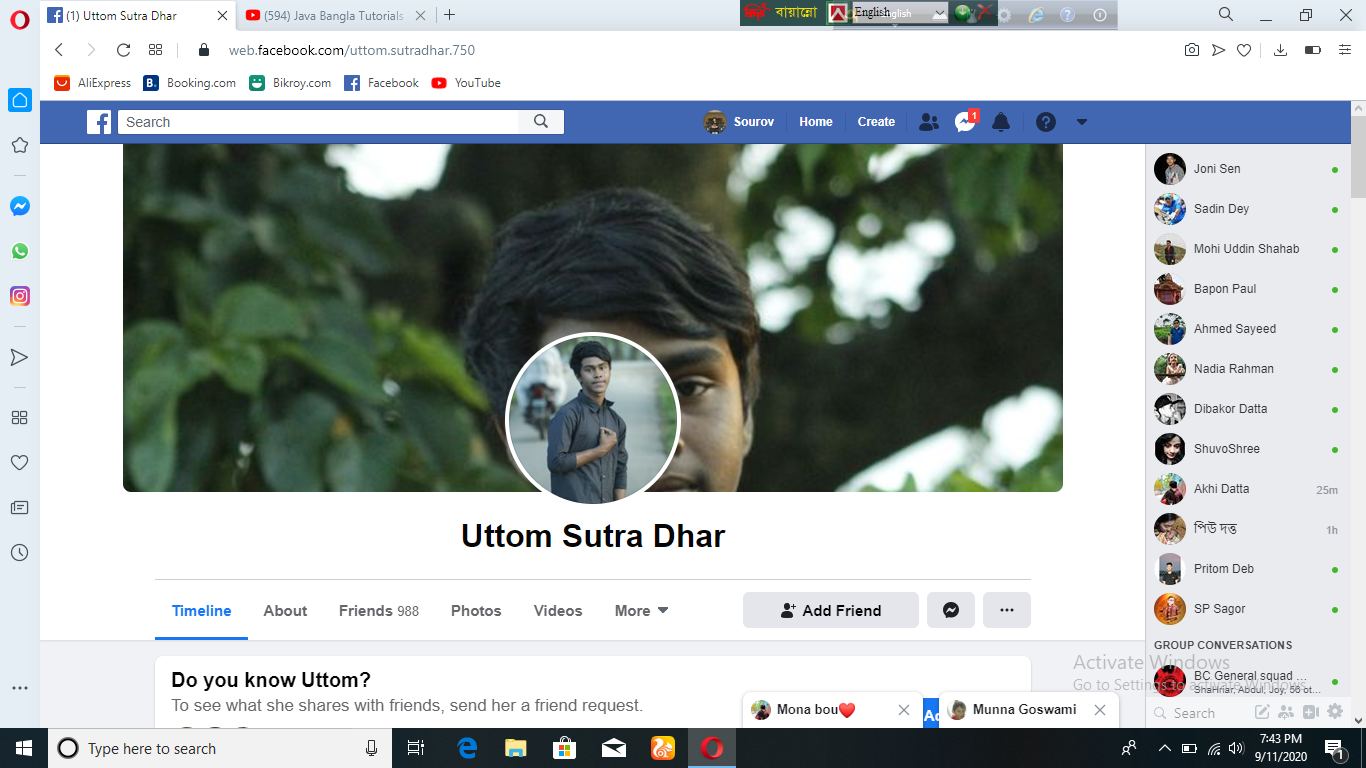 (1) Uttom Sutra Dhar
(594) Java Bangla Tutorials
বায়ান্নো
English
web.facebook.com/uttom.sutradhar.750
AliExpress
Booking.com
Bikroy.com
Facebook
YouTube
Search
Sourov
Home
Create
1
Uttom Sutra Dhar
Timeline
About
Friends 988
Photos
Videos
More
Add Friend
Do you know Uttom?
To see what she shares with friends, send her a friend request.
Joni Sen
Sadin Dey
Mohi Uddin Shahab
Bapon Paul
Ahmed Sayeed
Nadia Rahman
Dibakor Datta
ShuvoShree
Akhi Datta 25m
পিউ দত্ত 1h
Pritom Deb
SP Sagor
GROUP CONVERSATIONS
BC General squad ...
Shahriar, Abdul, Joy, 56 ot...
Activate Windows
Go to Settings to activate Windows.
Search
Mona bou❤️
Munna Goswami
Type here to search
7:43 PM
9/11/2020
1